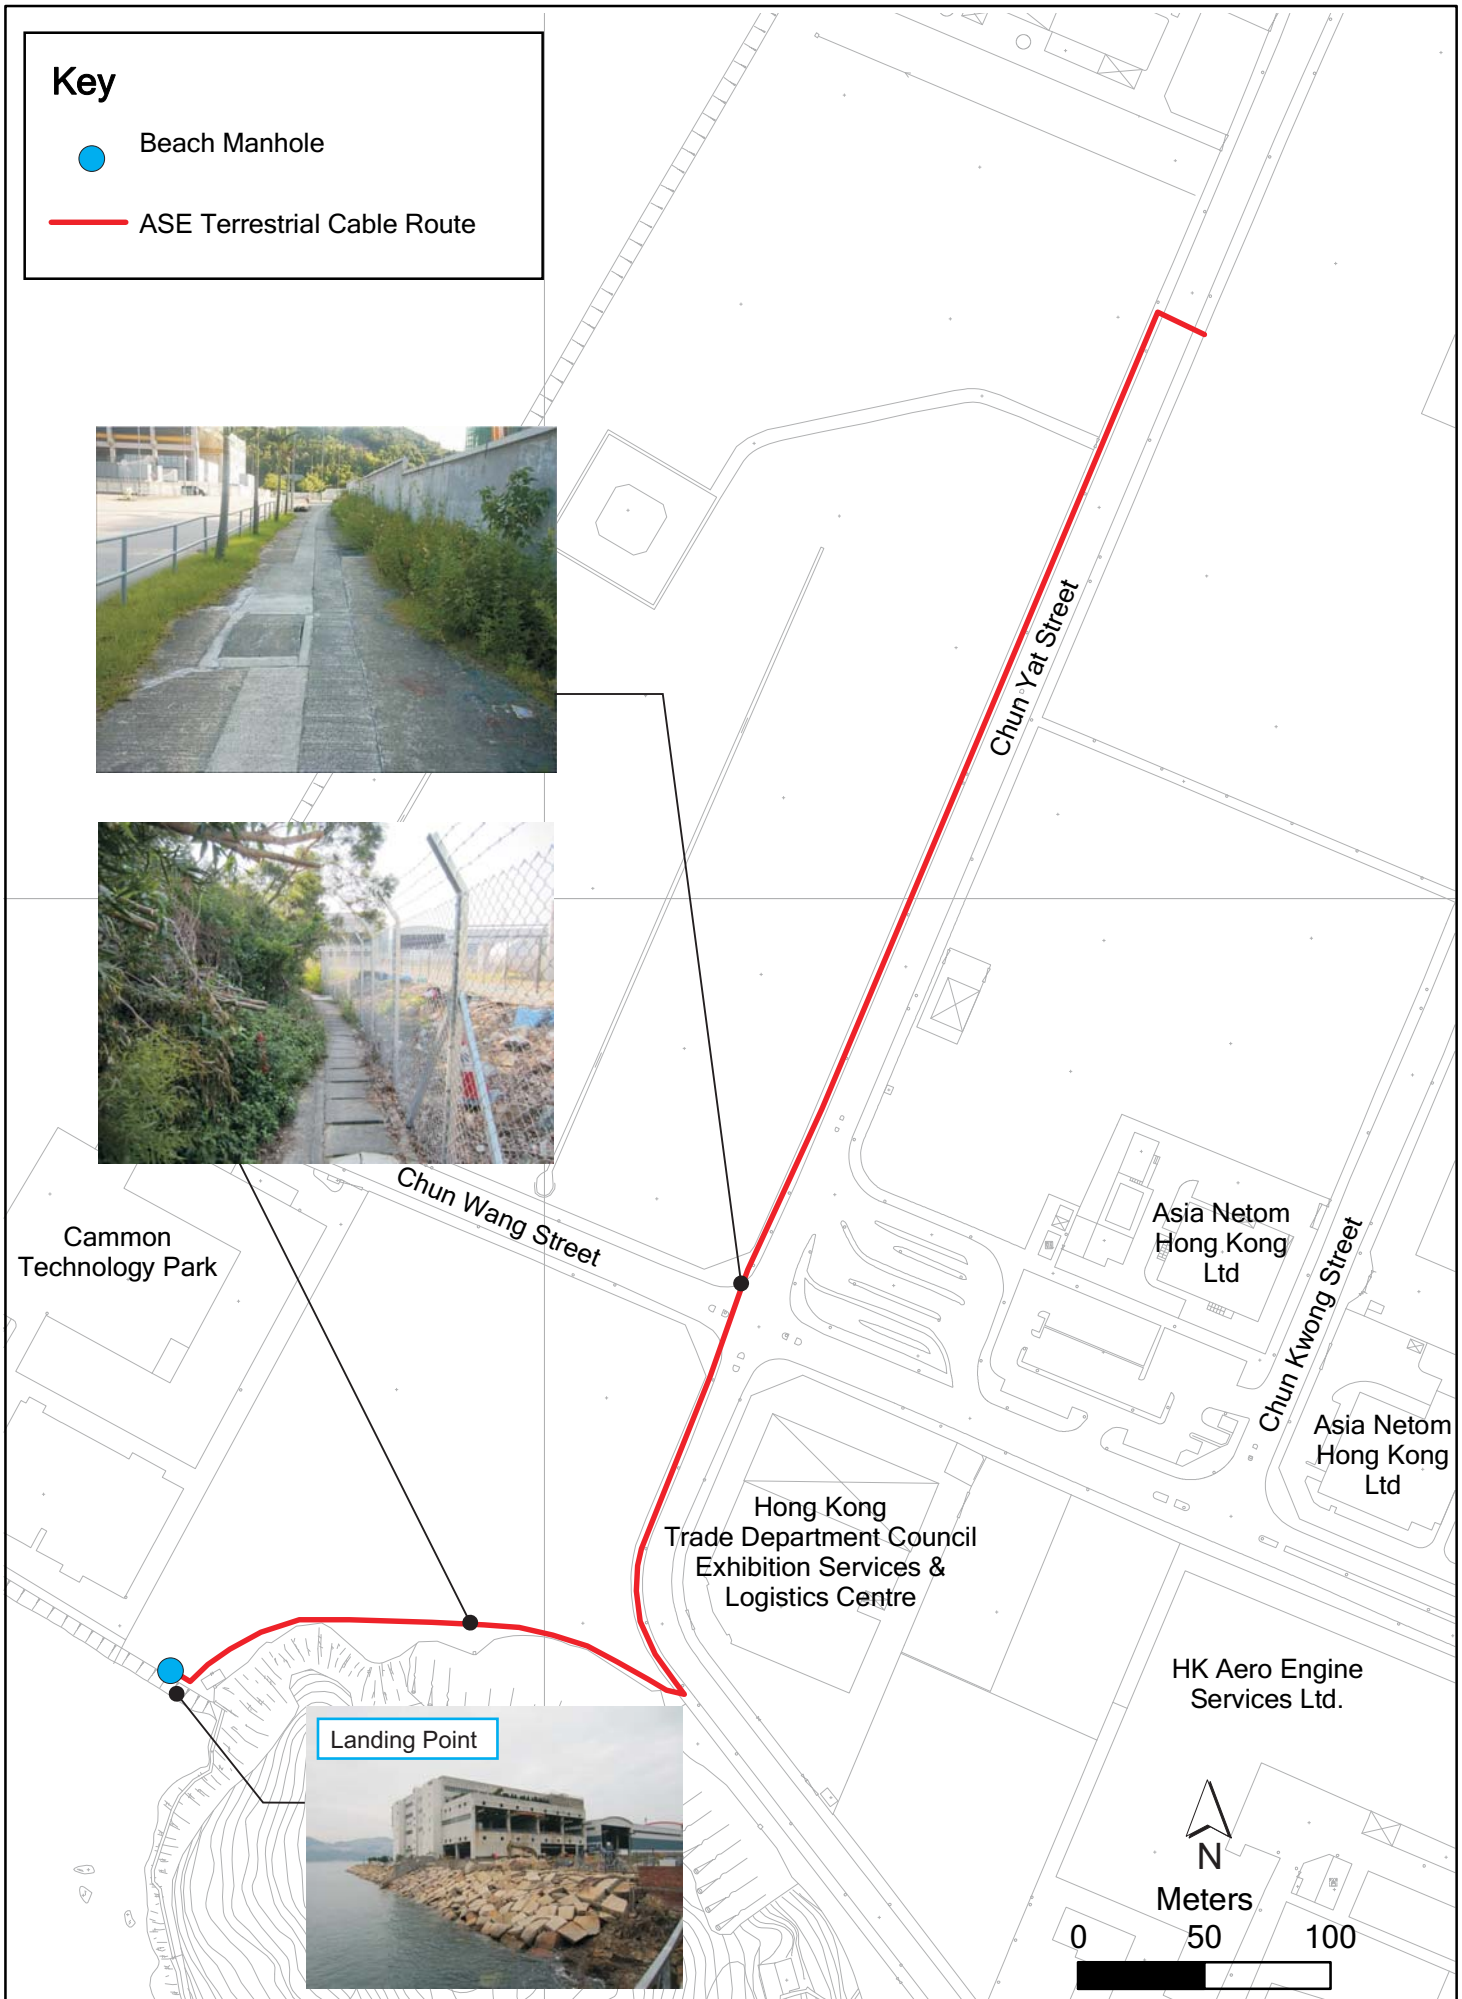 Key
Beach Manhole
ASE Terrestrial Cable Route
Chun Yat Street
Chun Wang Street
Cammon
Technology Park
Asia Netom
Hong Kong
Ltd
Chun Kwong Street
Asia Netom
Hong Kong
Ltd
Hong Kong
Trade Department Council
Exhibition Services &
Logistics Centre
HK Aero Engine
Services Ltd.
Landing Point
N
Meters
0 50 100